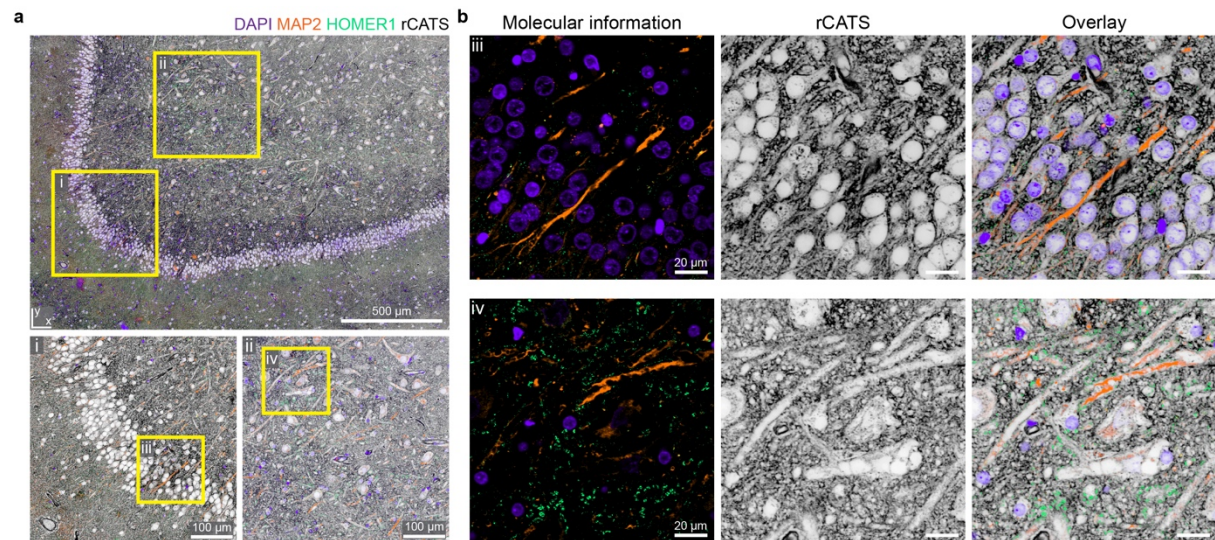 a
DAPI MAP2 HOMER1 rCATS
ii
i
y
x
500 µm
i
iii
100 µm
ii
iv
100 µm
b
Molecular information rCATS Overlay
iii
20 µm
iv
20 µm